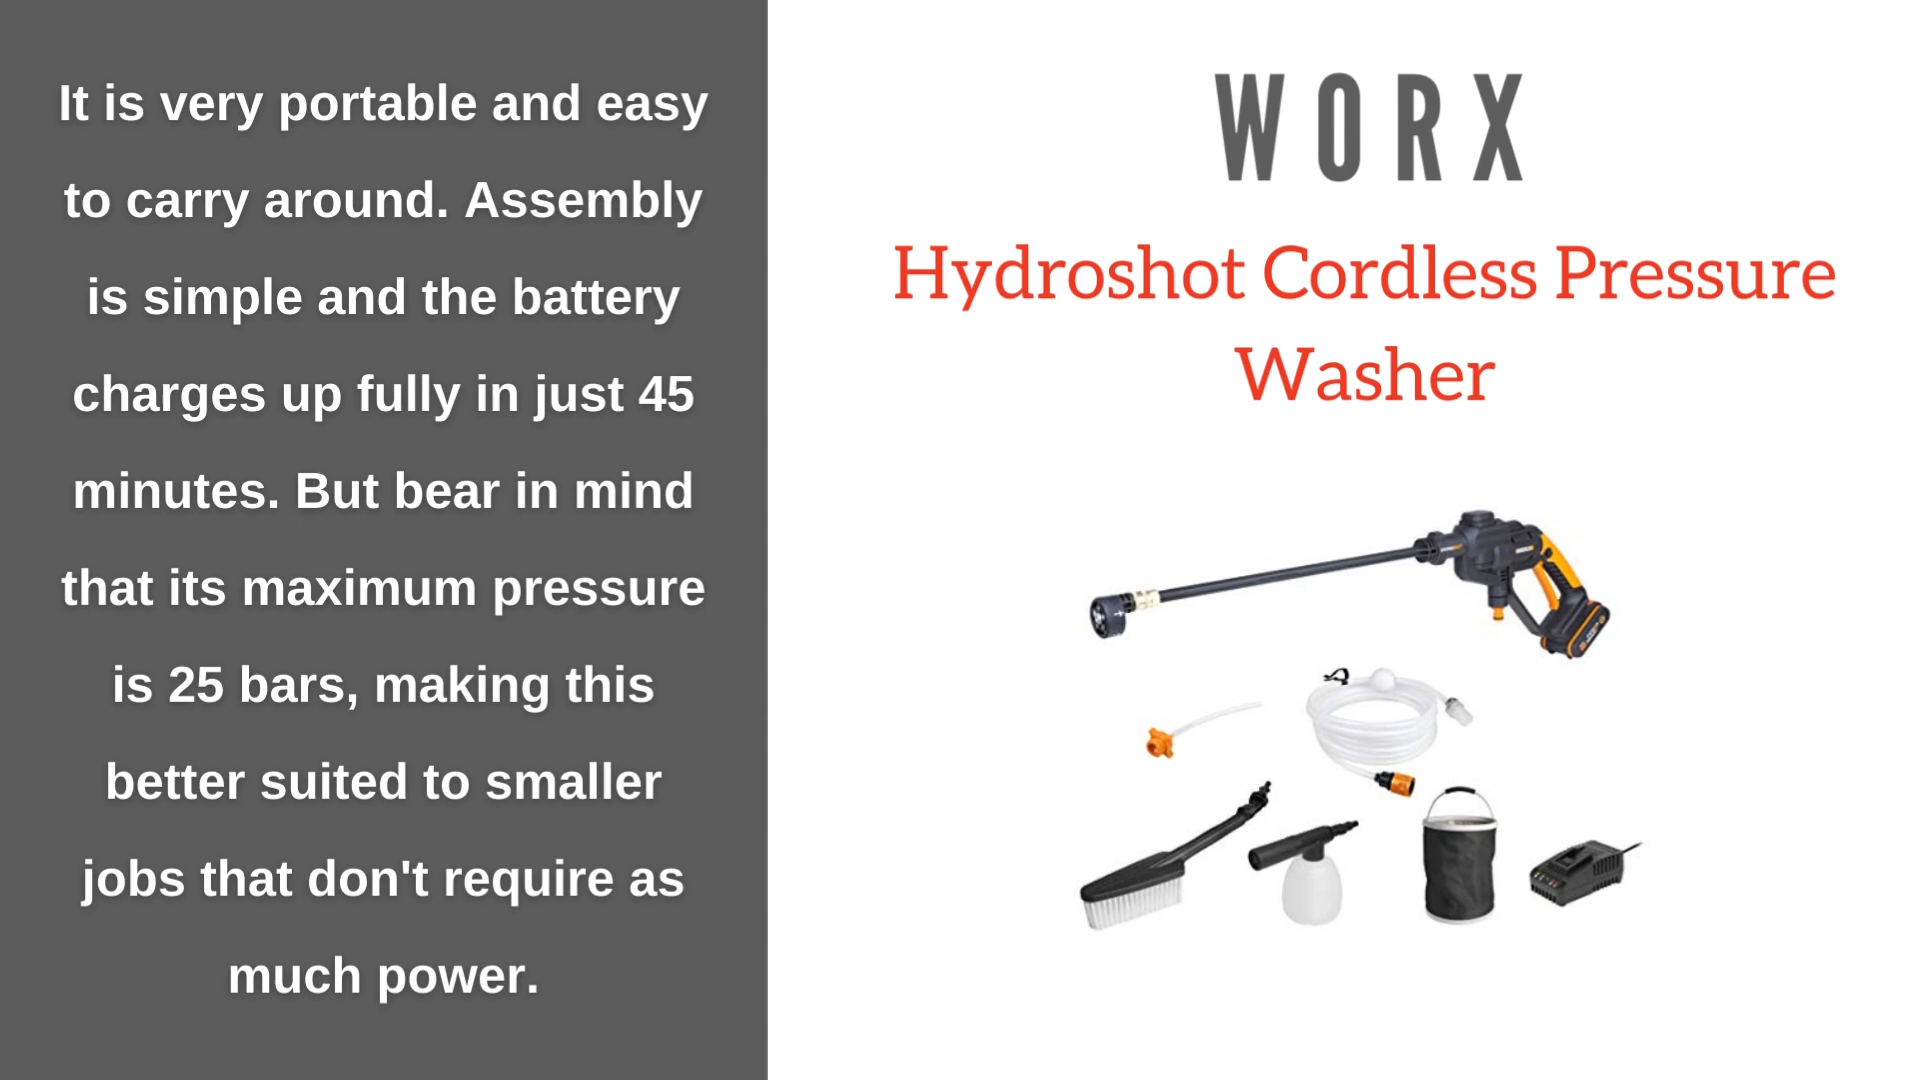 It is very portable and easy
to carry around. Assembly
is simple and the battery
charges up fully in just 45
minutes. But bear in mind
that its maximum pressure
is 25 bars, making this
better suited to smaller
jobs that don't require as
much power.
WORX
Hydroshot Cordless Pressure
Washer